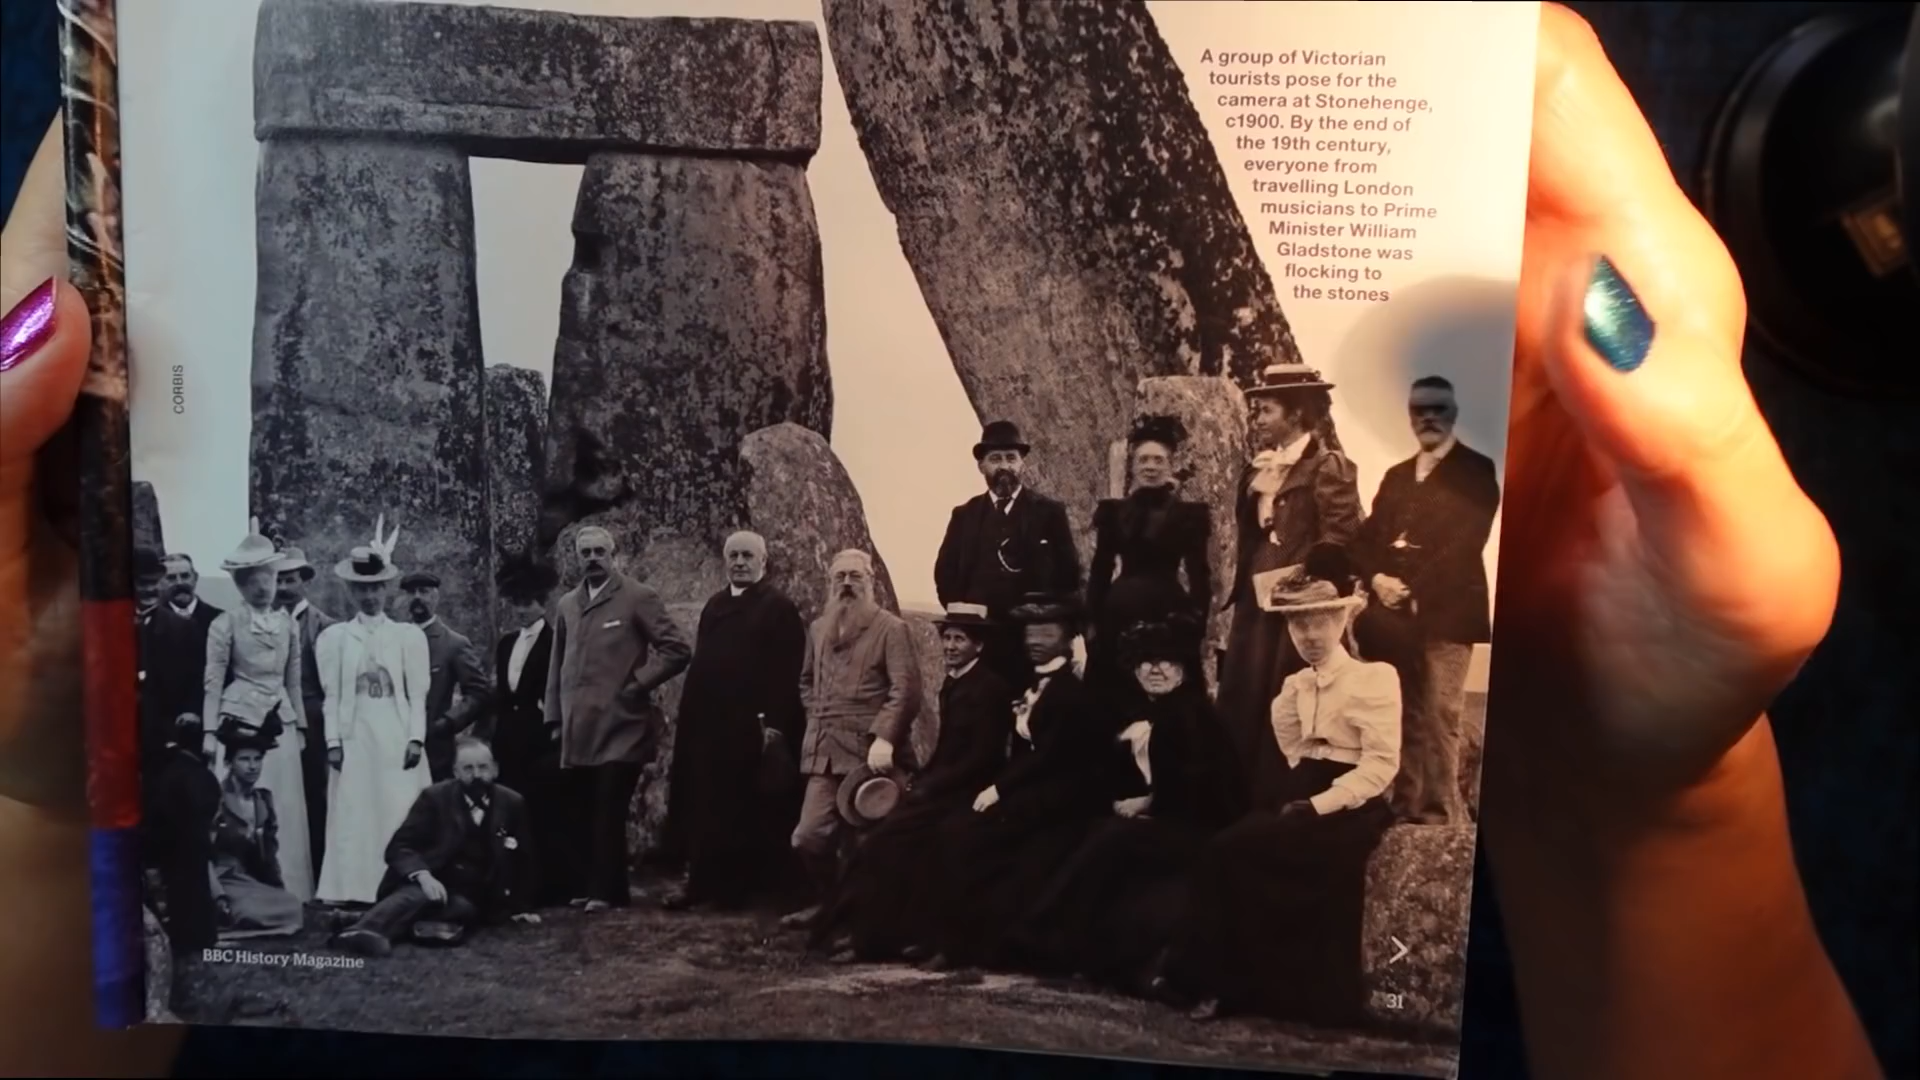 A group of Victorian
tourists pose for the
camera at Stonehenge,
c1900. By the end of
the 19th century,
everyone from
travelling London
musicians to Prime
Minister William
Gladstone was
flocking to
the stones
CORBIS
BBC History Magazine
31